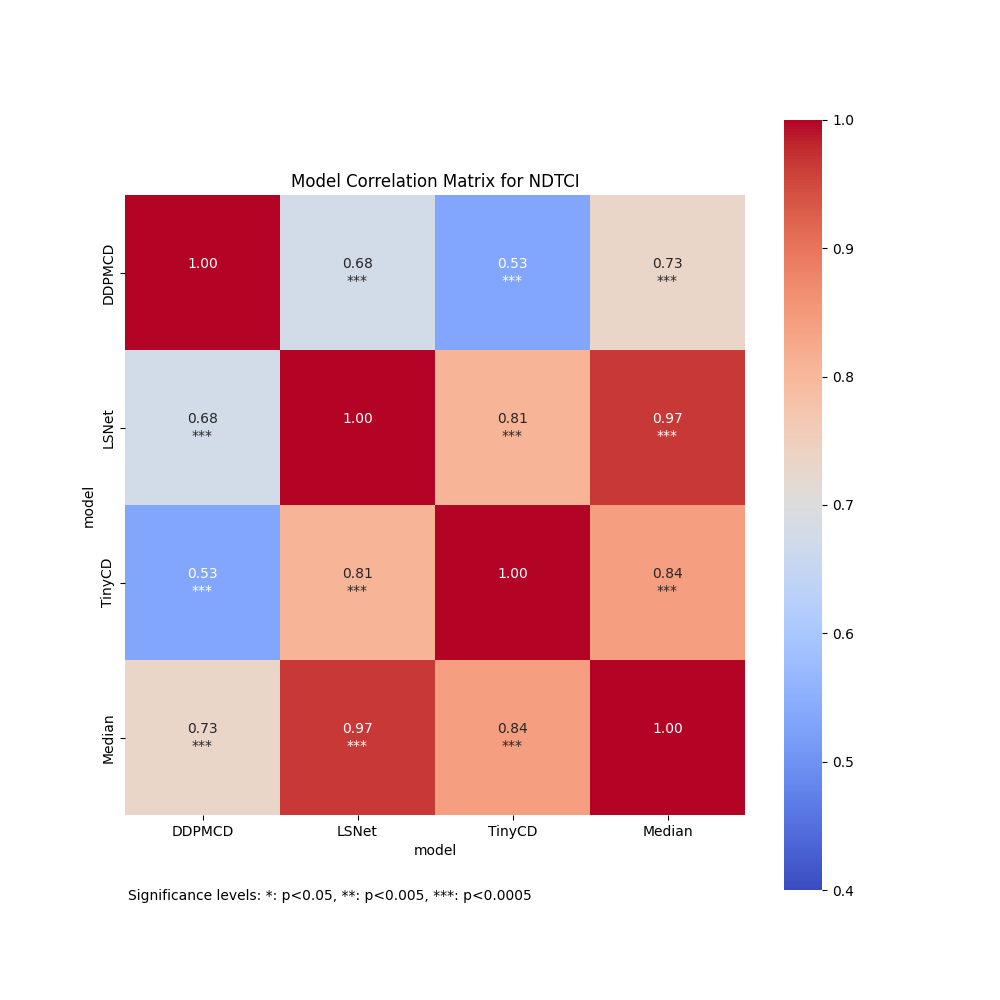 Model Correlation Matrix for NDTCI
1.0
0.9
0.8
0.7
0.6
0.5
0.4
DDPMCD
1.00
0.68
***
0.53
***
0.73
***
LSNet
0.68
***
1.00
0.81
***
0.97
***
model
TinyCD
0.53
***
0.81
***
1.00
0.84
***
Median
0.73
***
0.97
***
0.84
***
1.00
DDPMCD
LSNet
TinyCD
Median
model
Significance levels: *: p<0.05, **: p<0.005, ***: p<0.0005